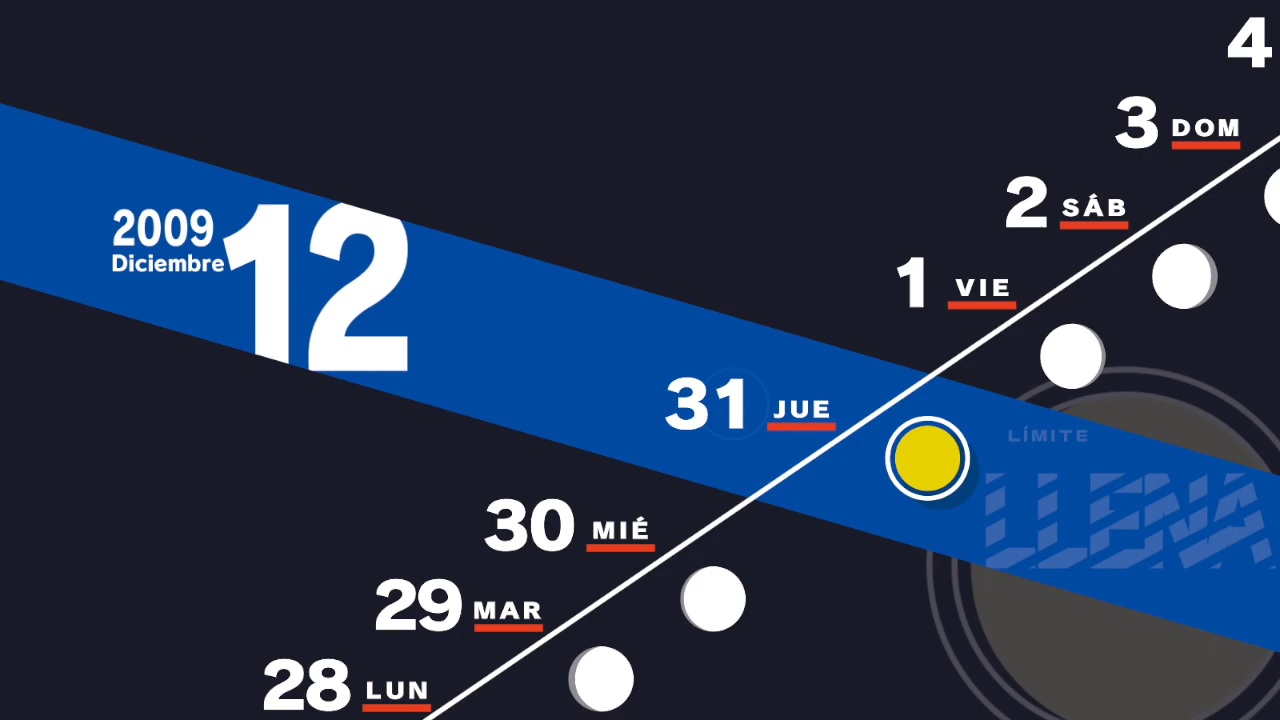 4
3 DOM
2 SÁB
1 VIE
2009
Diciembre
12
31 JUE
LÍMITE
LLENA
30 MIÉ
29 MAR
28 LUN